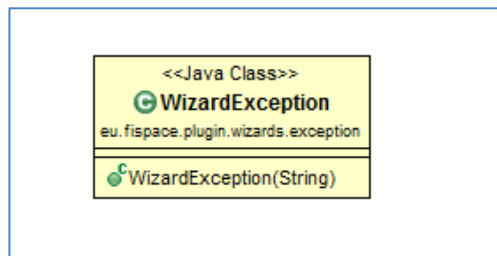 <<Java Class>>
C WizardException
eu.fispace.plugin.wizards.exception
C WizardException(String)